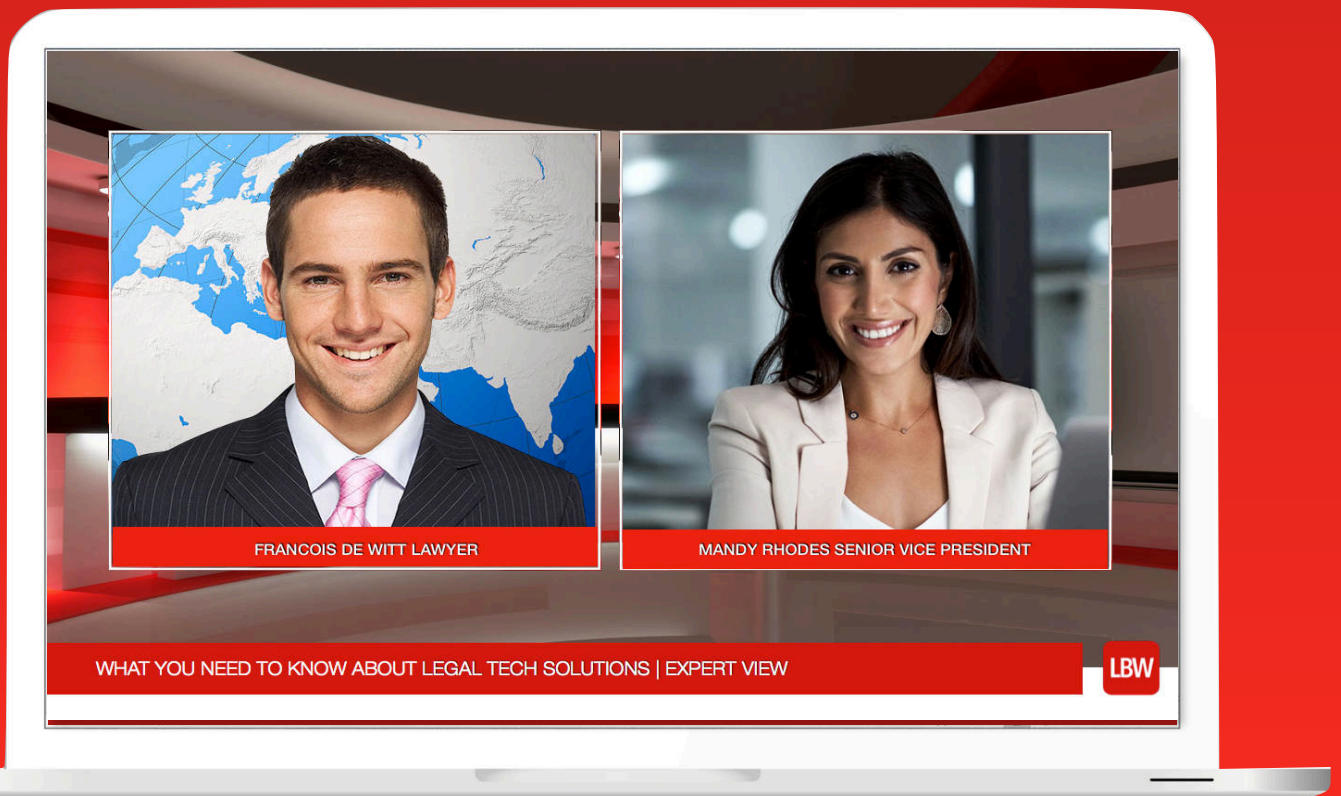 FRANCOIS DE WITT LAWYER
MANDY RHODES SENIOR VICE PRESIDENT
WHAT YOU NEED TO KNOW ABOUT LEGAL TECH SOLUTIONS | EXPERT VIEW
LBW